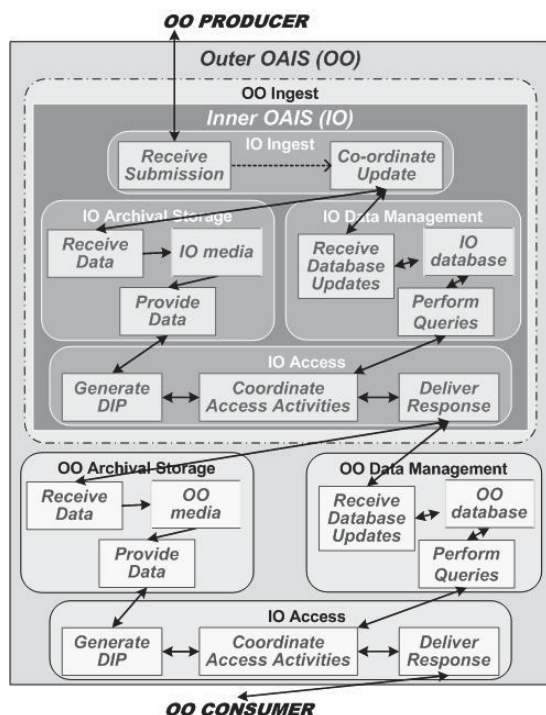 OO PRODUCER
Outer OAIS (OO)
OO Ingest
Inner OAIS (IO)
IO Ingest
Receive
Submission
Co-ordinate
Update
IO Archival Storage
Receive
Data
IO media
Provide
Data
IO Data Management
Receive
Database
Updates
IO
database
Perform
Queries
IO Access
Generate
DIP
Coordinate
Access Activities
Deliver
Response
OO Archival Storage
Receive
Data
OO
media
Provide
Data
OO Data Management
Receive
Database
Updates
OO
database
Perform
Queries
IO Access
Generate
DIP
Coordinate
Access Activities
Deliver
Response
OO CONSUMER